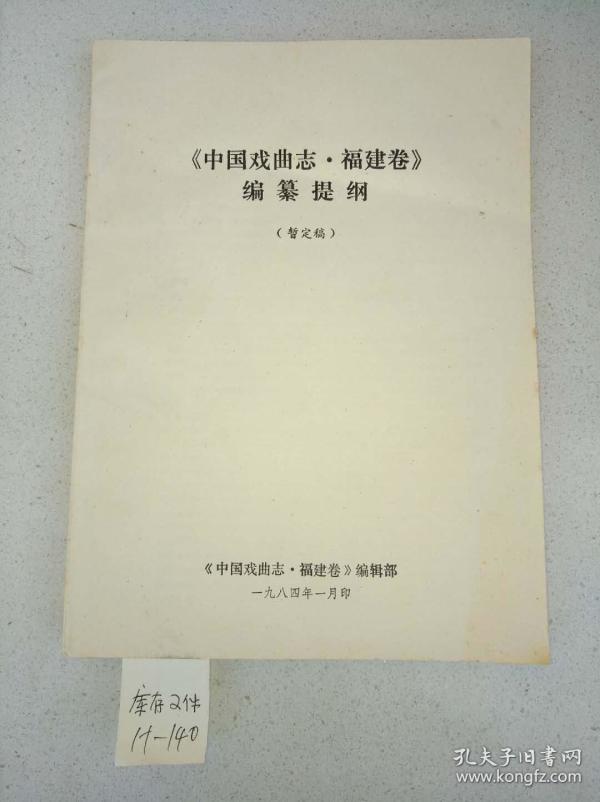 《中国戏曲志·福建卷》
编纂提纲
（暂定稿）
《中国戏曲志·福建卷》编辑部
一九八四年一月印
库存2件
11-140
孔夫子旧书网
www.kongfz.com